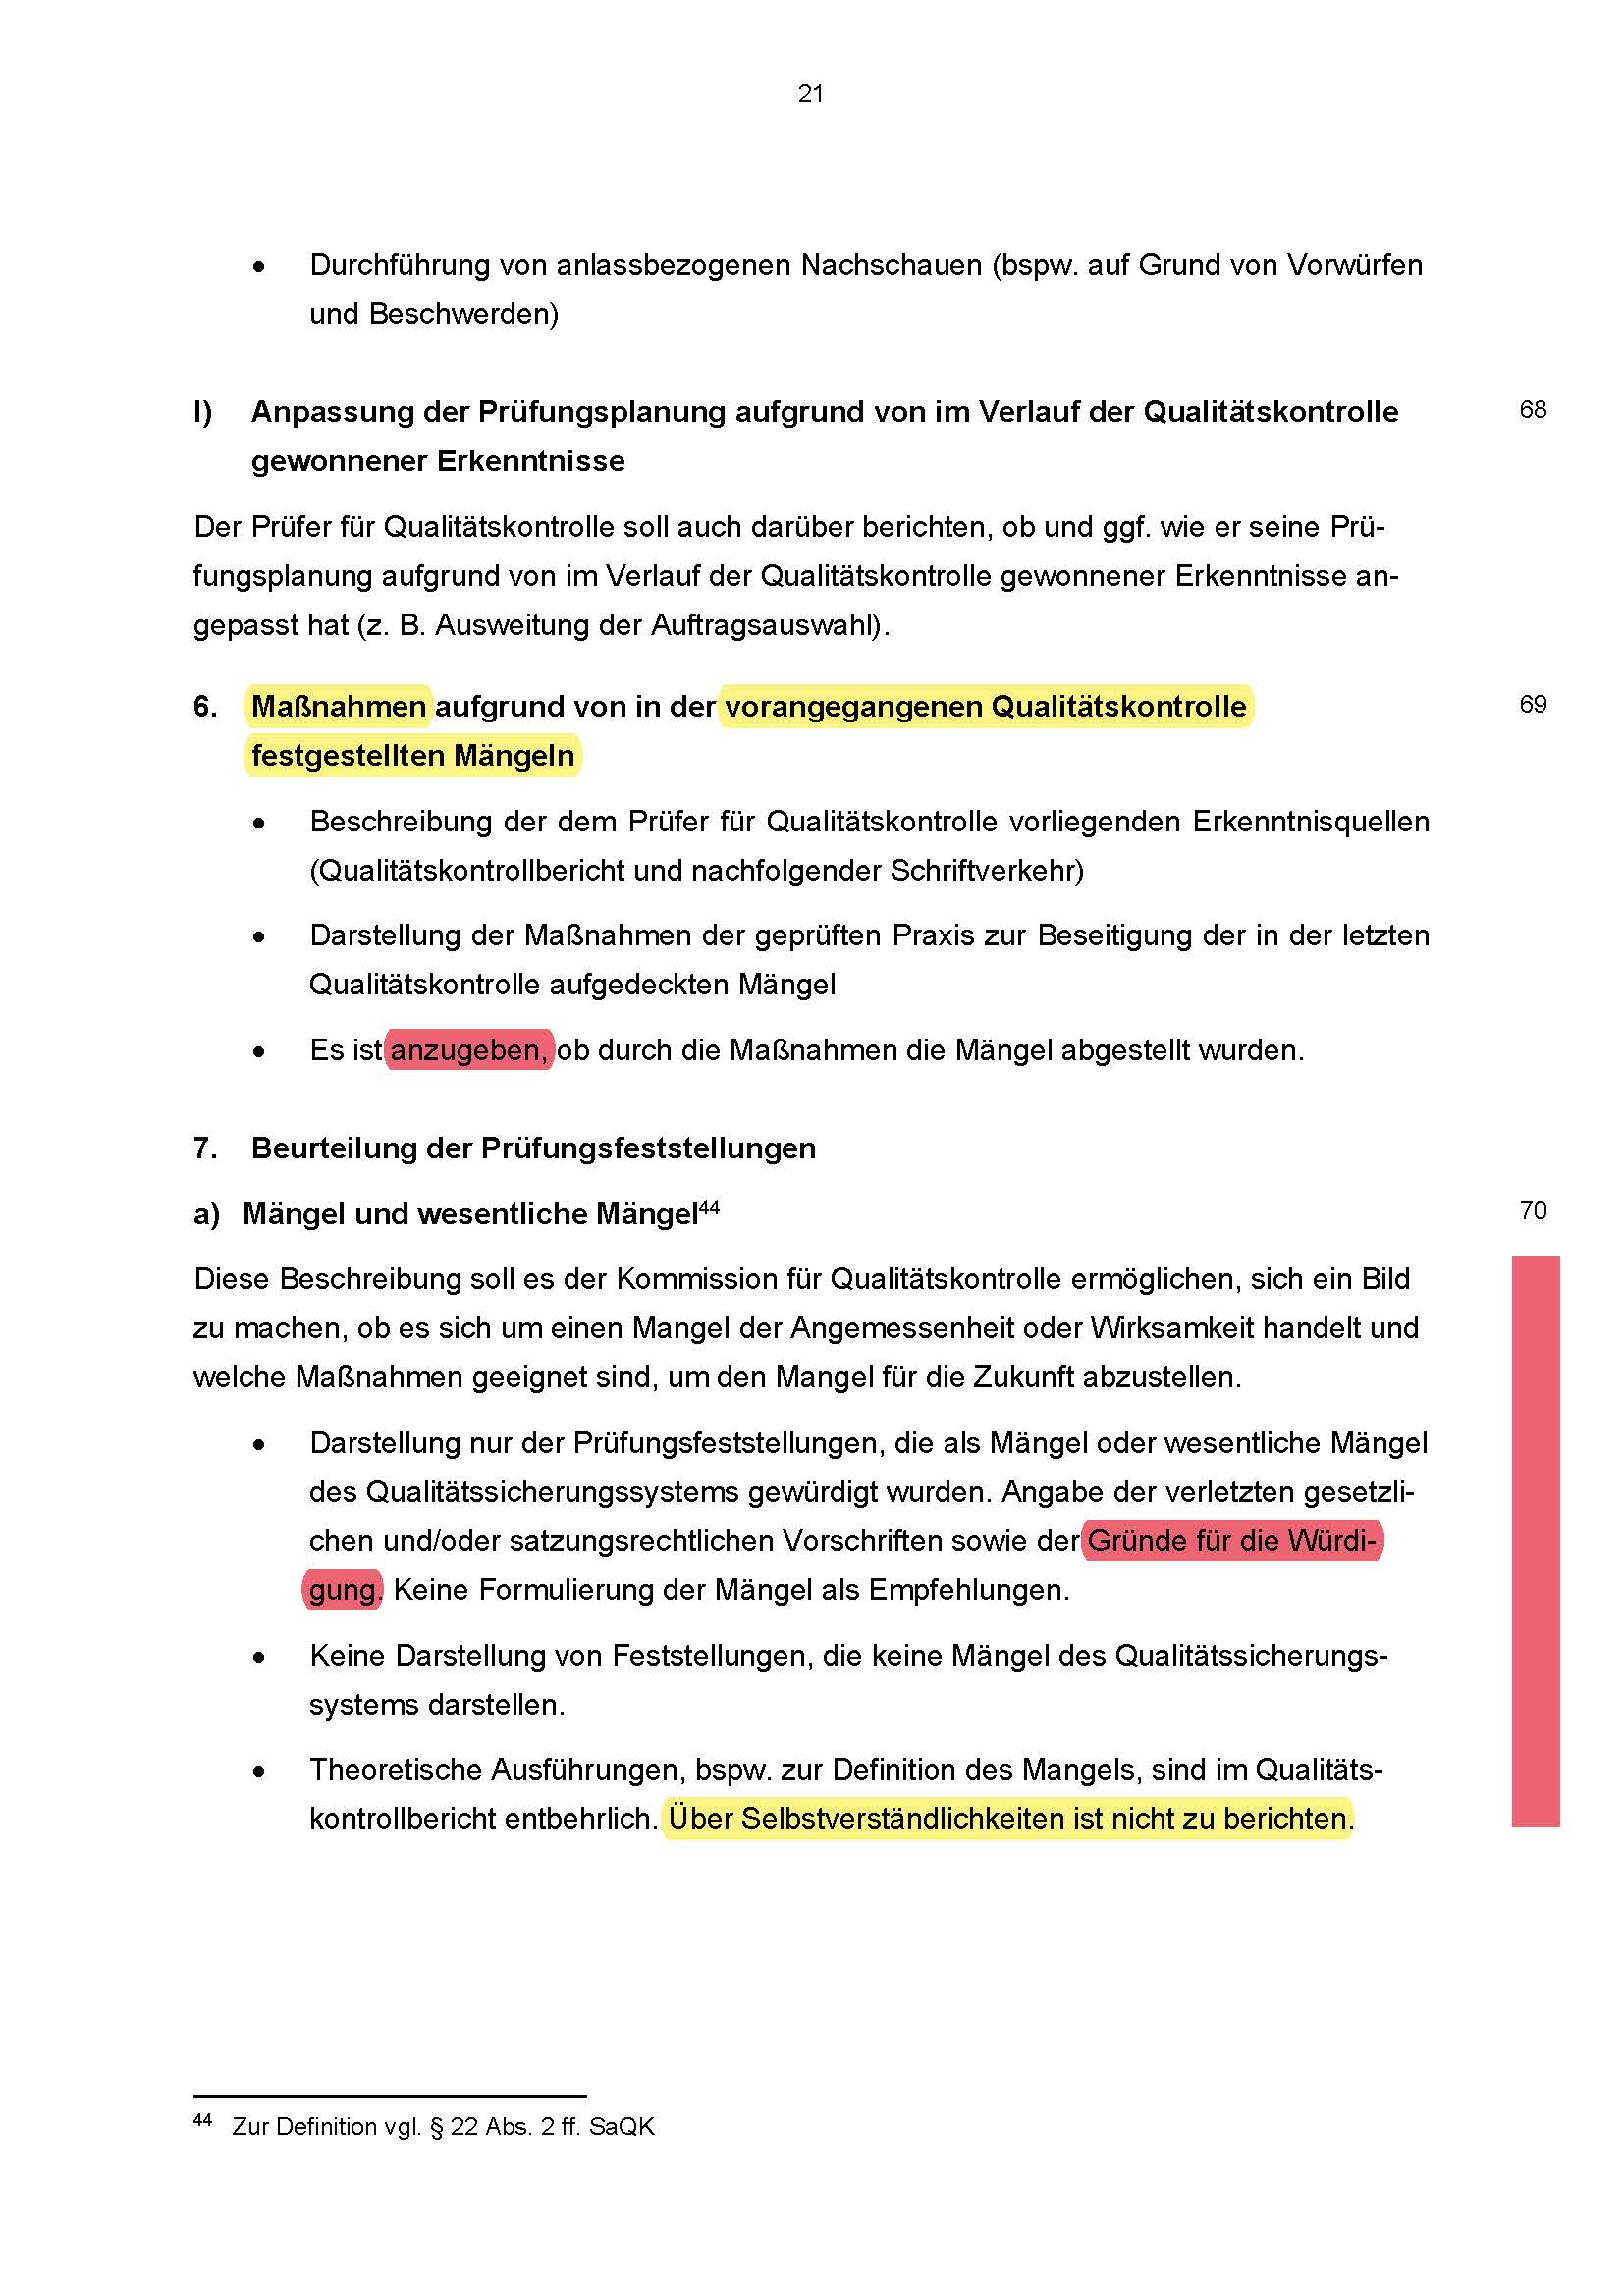 21
• Durchführung von anlassbezogenen Nachschauen (bspw. auf Grund von Vorwürfen
und Beschwerden)
l) Anpassung der Prüfungsplanung aufgrund von im Verlauf der Qualitätskontrolle 68
gewonnener Erkenntnisse
Der Prüfer für Qualitätskontrolle soll auch darüber berichten, ob und ggf. wie er seine Prü-
fungsplanung aufgrund von im Verlauf der Qualitätskontrolle gewonnener Erkenntnisse an-
gepasst hat (z. B. Ausweitung der Auftragsauswahl).
6. Maßnahmen aufgrund von in der vorangegangenen Qualitätskontrolle 69
festgestellten Mängeln
• Beschreibung der dem Prüfer für Qualitätskontrolle vorliegenden Erkenntnisquellen
(Qualitätskontrollbericht und nachfolgender Schriftverkehr)
• Darstellung der Maßnahmen der geprüften Praxis zur Beseitigung der in der letzten
Qualitätskontrolle aufgedeckten Mängel
• Es ist anzugeben, ob durch die Maßnahmen die Mängel abgestellt wurden.
7. Beurteilung der Prüfungsfeststellungen
a) Mängel und wesentliche Mängel44 70
Diese Beschreibung soll es der Kommission für Qualitätskontrolle ermöglichen, sich ein Bild
zu machen, ob es sich um einen Mangel der Angemessenheit oder Wirksamkeit handelt und
welche Maßnahmen geeignet sind, um den Mangel für die Zukunft abzustellen.
• Darstellung nur der Prüfungsfeststellungen, die als Mängel oder wesentliche Mängel
des Qualitätssicherungssystems gewürdigt wurden. Angabe der verletzten gesetzli-
chen und/oder satzungsrechtlichen Vorschriften sowie der Gründe für die Würdi-
gung. Keine Formulierung der Mängel als Empfehlungen.
• Keine Darstellung von Feststellungen, die keine Mängel des Qualitätssicherungs-
systems darstellen.
• Theoretische Ausführungen, bspw. zur Definition des Mangels, sind im Qualitäts-
kontrollbericht entbehrlich. Über Selbstverständlichkeiten ist nicht zu berichten.
44 Zur Definition vgl. § 22 Abs. 2 ff. SaQK